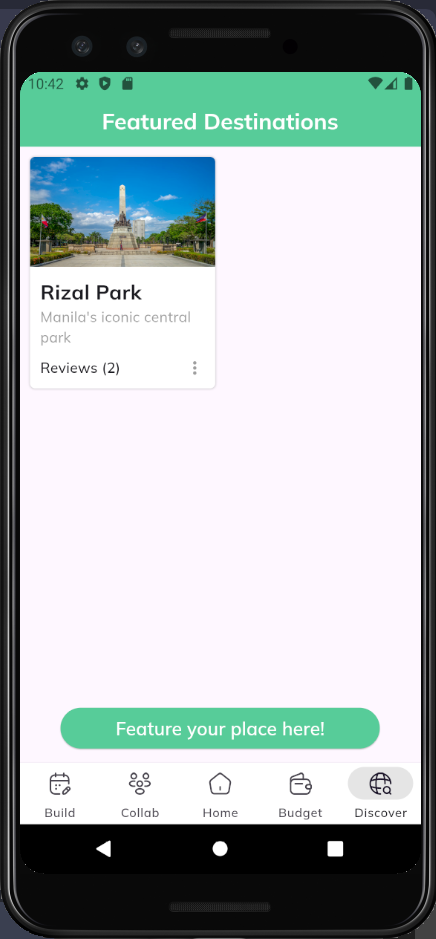 10:42
Featured Destinations
Rizal Park
Manila's iconic central
park
Reviews (2)
Feature your place here!
Build Collab Home Budget Discover